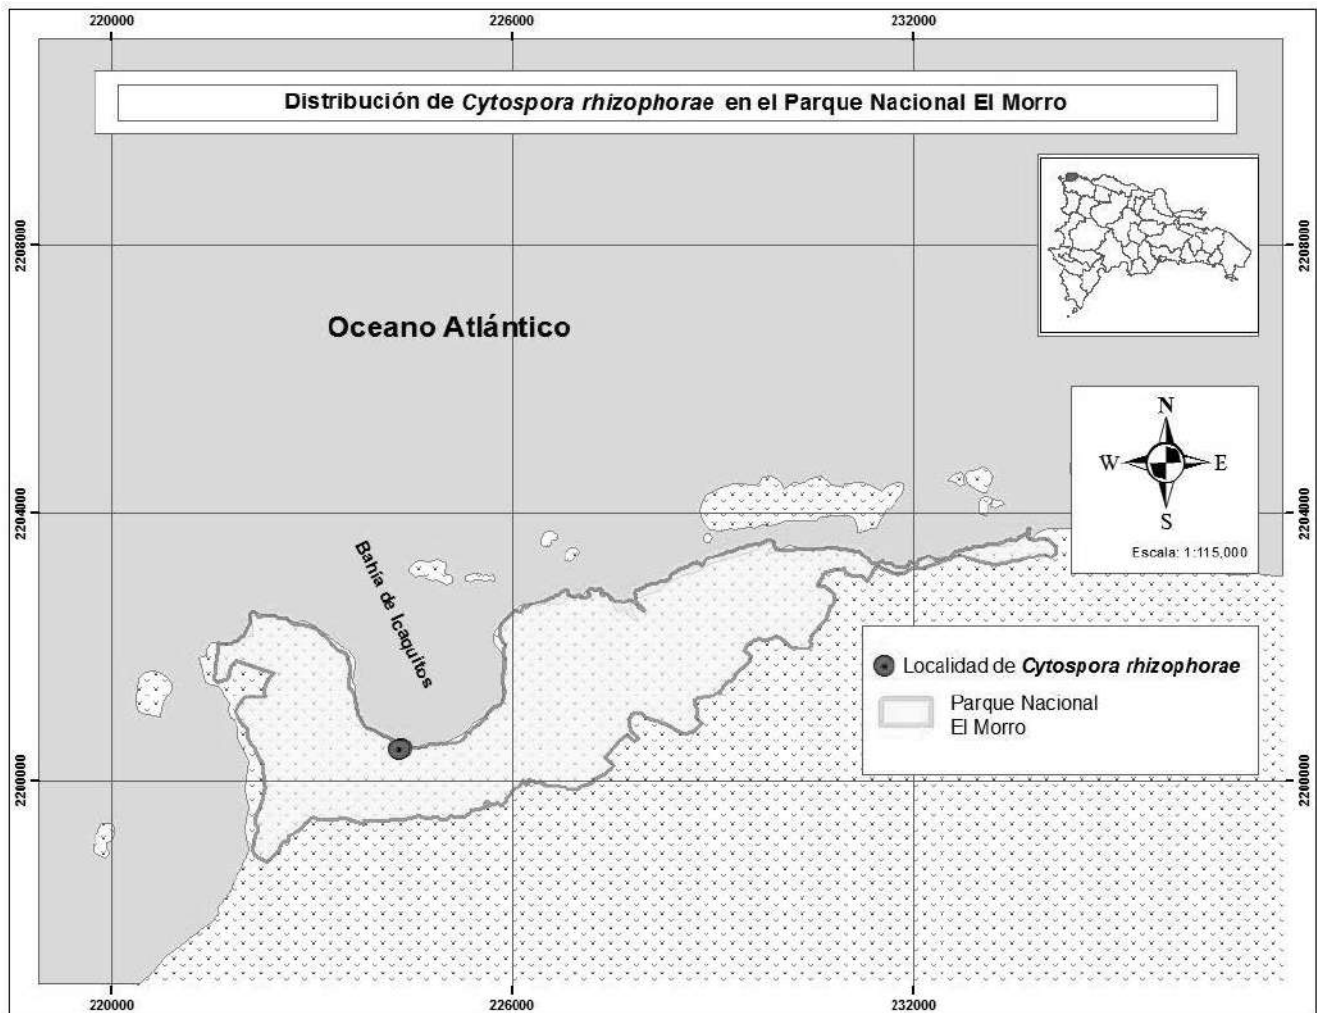 220000
226000
232000
Distribución de Cytospora rhizophorae en el Parque Nacional El Morro
2208000
2208000
Oceano Atlántico
N
W
E
S
Escala: 1:115,000
2204000
2204000
Bahía de Icaquitos
Localidad de Cytospora rhizophorae
Parque Nacional
El Morro
2200000
2200000
220000
226000
232000